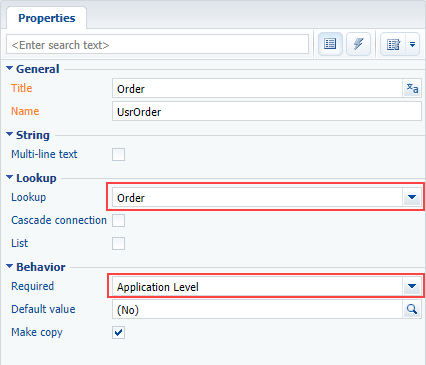 Properties
<Enter search text>
General
Title Order xa
Name UsrOrder
String
Multi-line text
Lookup
Lookup Order
Cascade connection
List
Behavior
Required Application Level
Default value (No)
Make copy